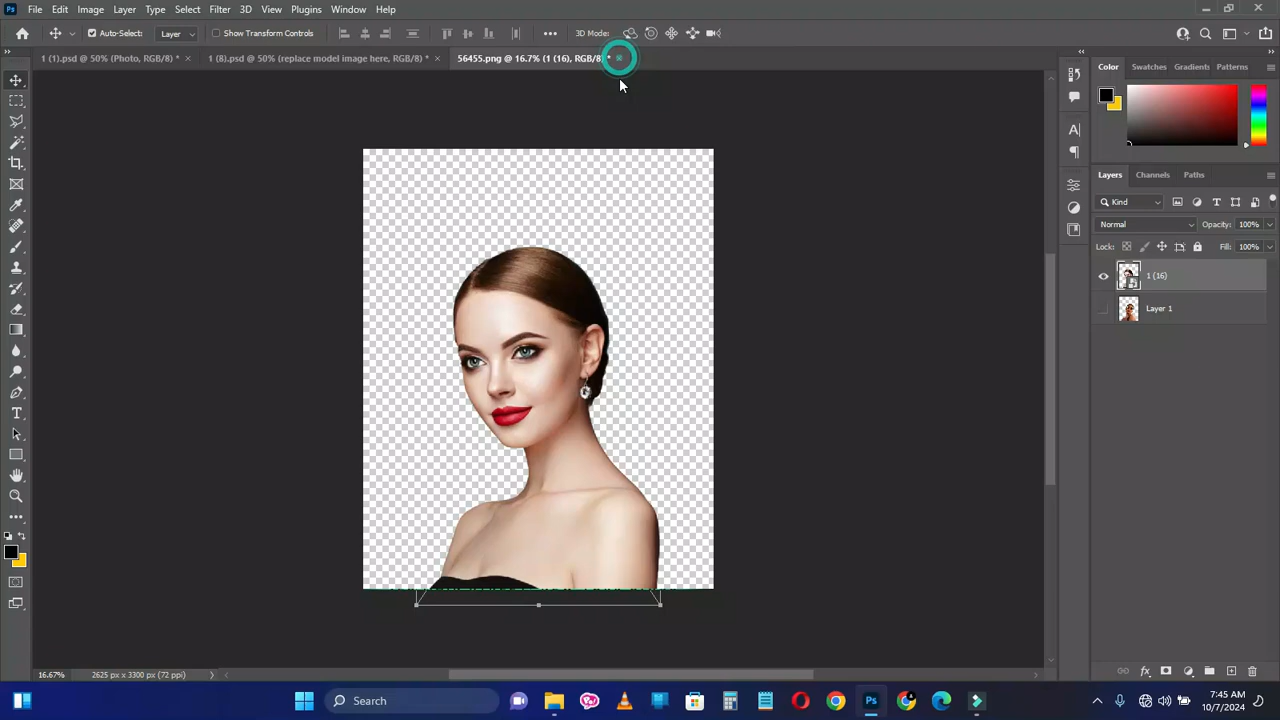 Ps File Edit Image Layer Type Select Filter 3D View Plugins Window Help
Auto-Select: Layer Show Transform Controls 3D Mode:
1 (1).psd @ 50% (Photo, RGB/8) * 1 (8).psd @ 50% (replace model image here, RGB/8) * 56455.png @ 16.7% (1 (16), RGB/8) *
Color Swatches Gradients Patterns
Layers Channels Paths
Kind
Normal Opacity: 100%
Lock: Fill: 100%
1 (16)
Layer 1
16.67% 2625 px x 3300 px (72 ppi)
Search
7:45 AM
10/7/2024